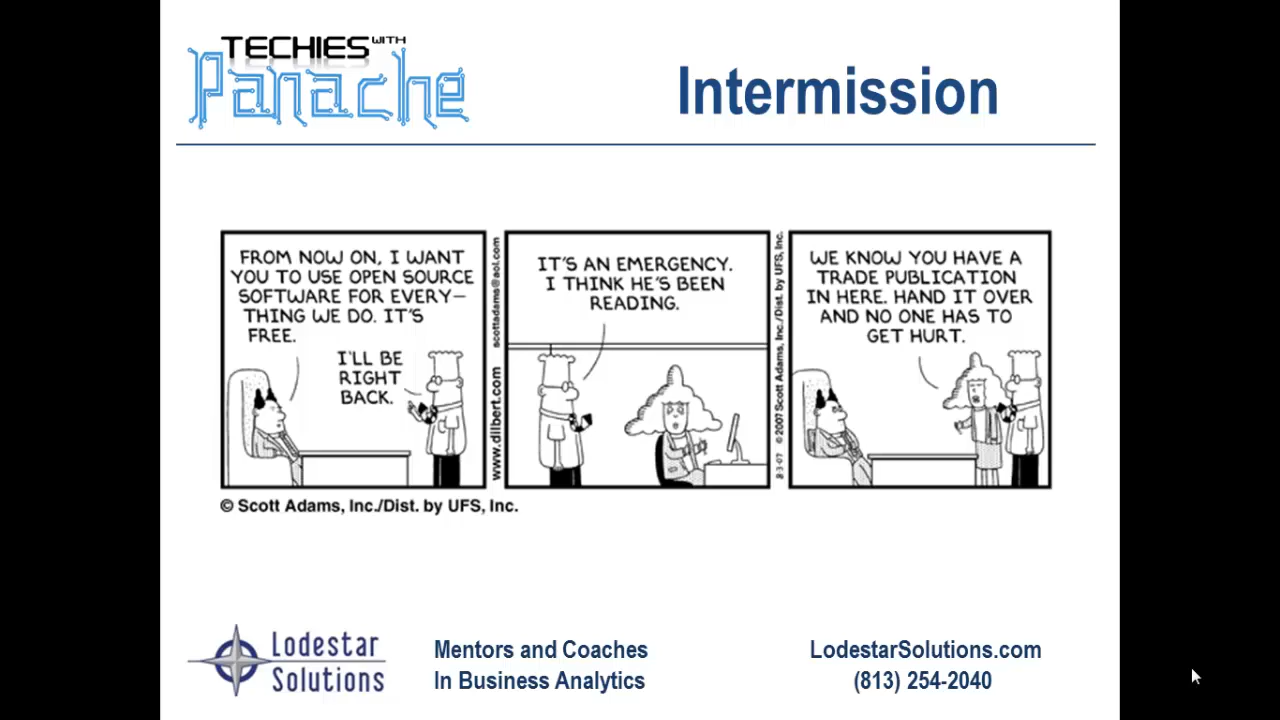 TECHIES WITH
Panache
Intermission
FROM NOW ON, I WANT
YOU TO USE OPEN SOURCE
SOFTWARE FOR EVERY–
THING WE DO. IT'S
FREE.
I'LL BE
RIGHT
BACK.
www.dilbert.com scottadams@aol.com
IT'S AN EMERGENCY.
I THINK HE'S BEEN
READING.
8-3-07 © 2007 Scott Adams, Inc./Dist. by UFS, Inc.
WE KNOW YOU HAVE A
TRADE PUBLICATION
IN HERE. HAND IT OVER
AND NO ONE HAS TO
GET HURT.
© Scott Adams, Inc./Dist. by UFS, Inc.
Lodestar
Solutions
Mentors and Coaches
In Business Analytics
LodestarSolutions.com
(813) 254-2040